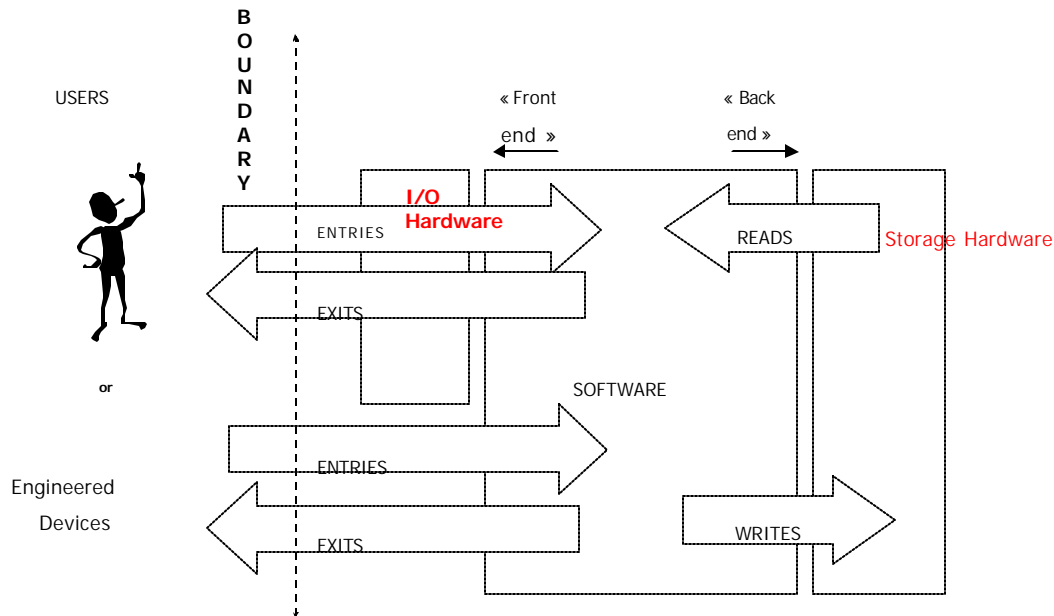 B
O
U
N
D
A
R
Y
USERS
« Front
end »
« Back
end »
I/O
Hardware
ENTRIES
READS
Storage Hardware
EXITS
or
SOFTWARE
ENTRIES
Engineered
Devices
EXITS
WRITES